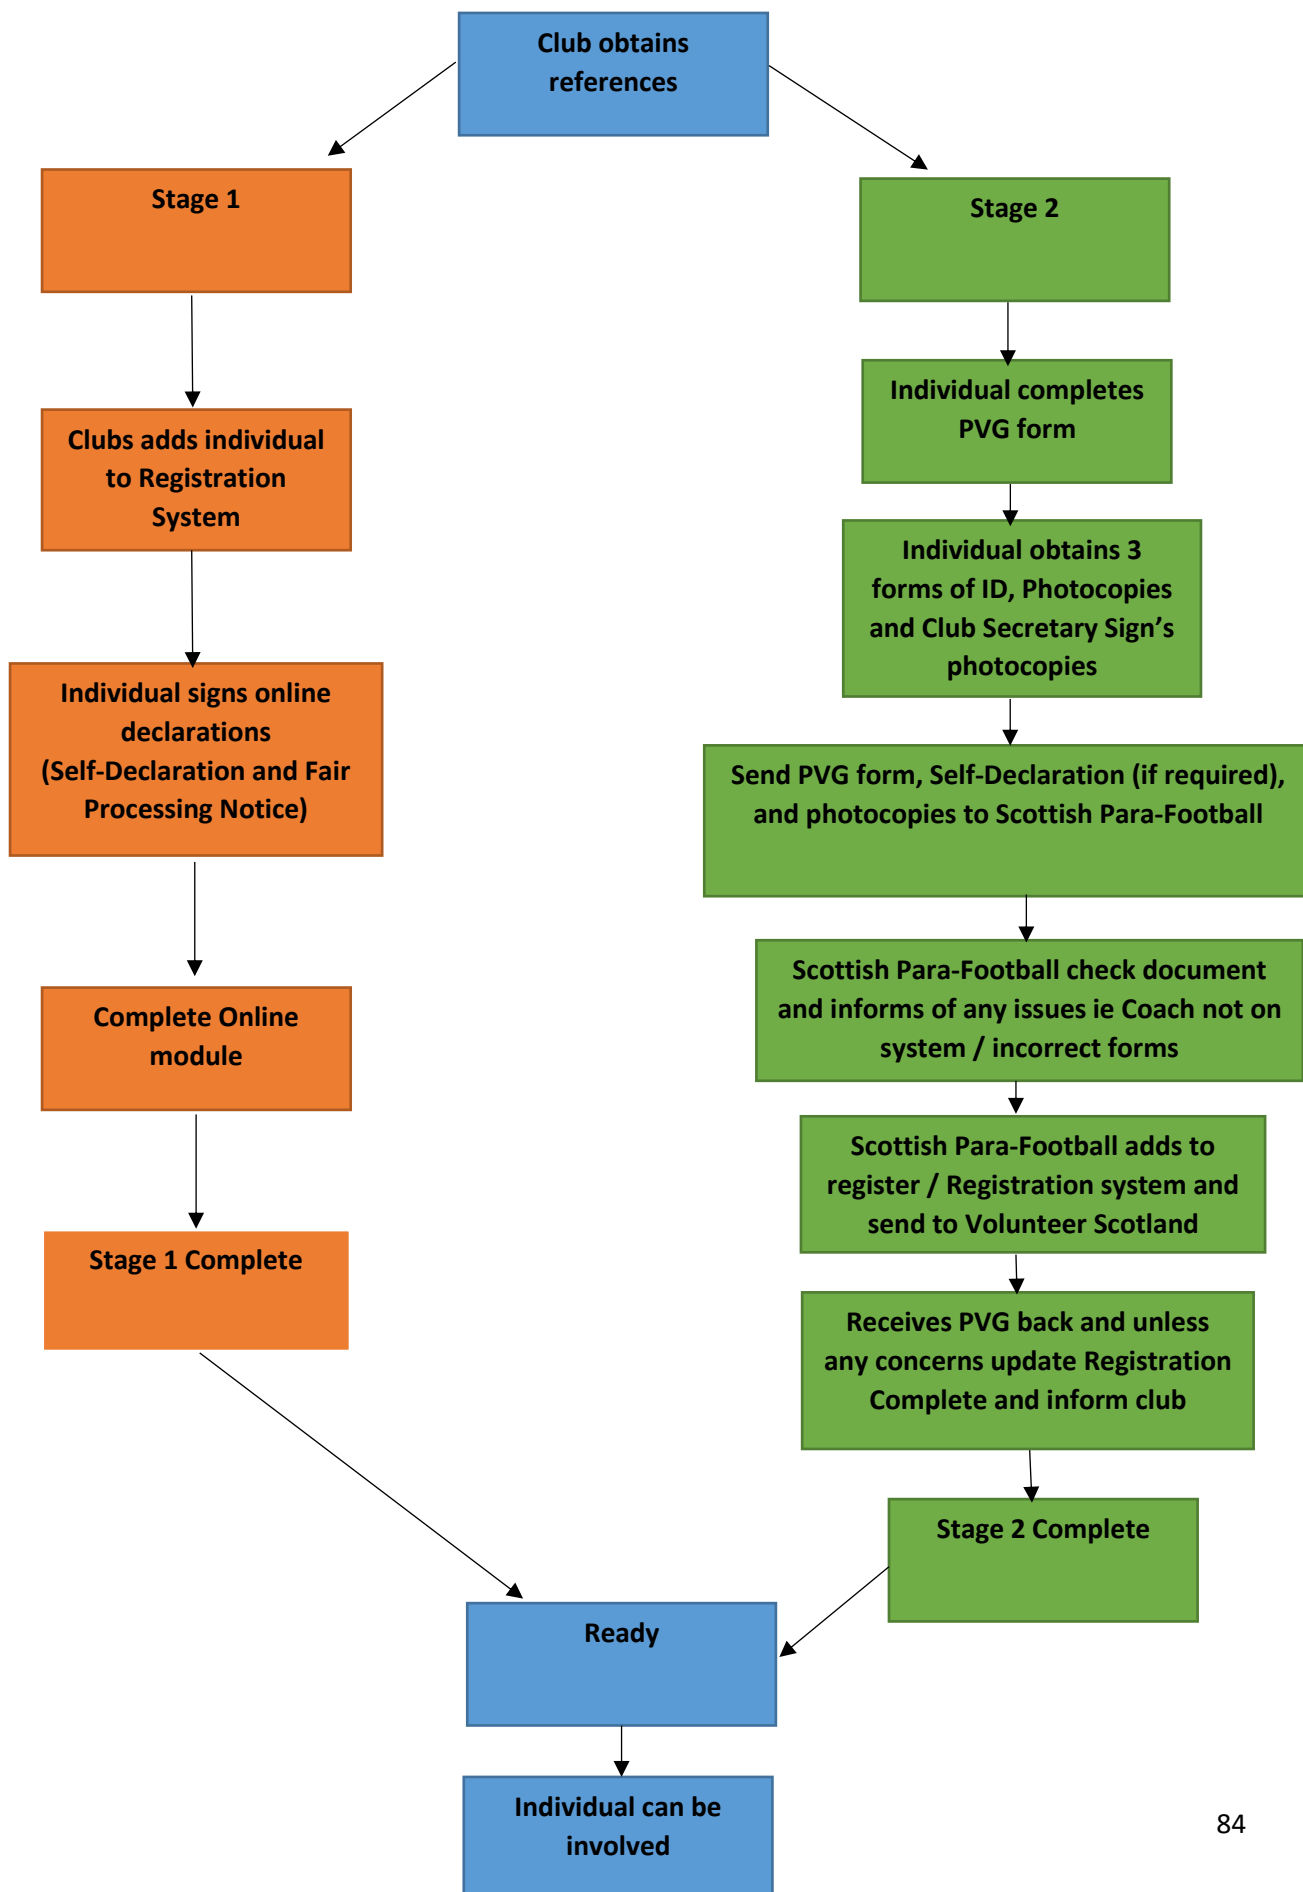 Club obtains
references
Stage 1
Clubs adds individual
to Registration
System
Individual signs online
declarations
(Self-Declaration and Fair
Processing Notice)
Complete Online
module
Stage 1 Complete
Stage 2
Individual completes
PVG form
Individual obtains 3
forms of ID, Photocopies
and Club Secretary Sign’s
photocopies
Send PVG form, Self-Declaration (if required),
and photocopies to Scottish Para-Football
Scottish Para-Football check document
and informs of any issues ie Coach not on
system / incorrect forms
Scottish Para-Football adds to
register / Registration system and
send to Volunteer Scotland
Receives PVG back and unless
any concerns update Registration
Complete and inform club
Stage 2 Complete
Ready
Individual can be
involved
84